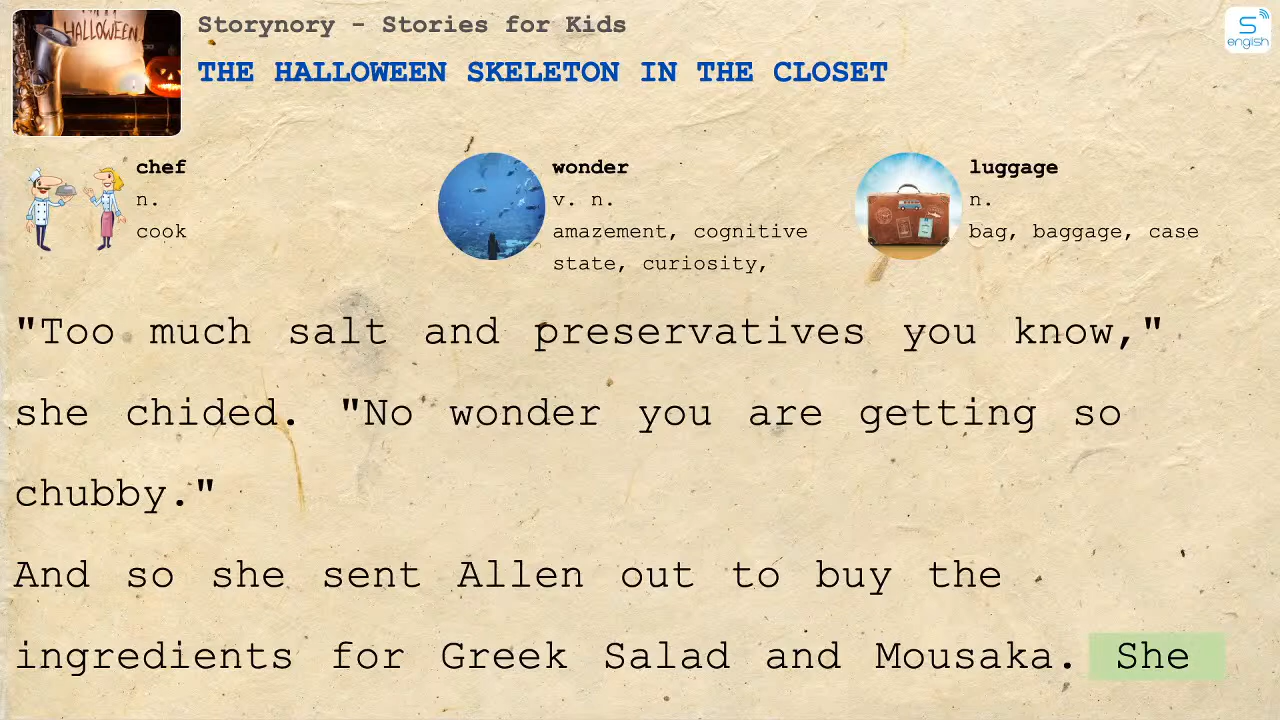 HALLOWEEN
Storynory - Stories for Kids
THE HALLOWEEN SKELETON IN THE CLOSET
S
english
chef
n.
cook
wonder
v. n.
amazement, cognitive
state, curiosity,
luggage
n.
bag, baggage, case
"Too much salt and preservatives you know,"
she chided. "No wonder you are getting so
chubby."
And so she sent Allen out to buy the
ingredients for Greek Salad and Mousaka. She